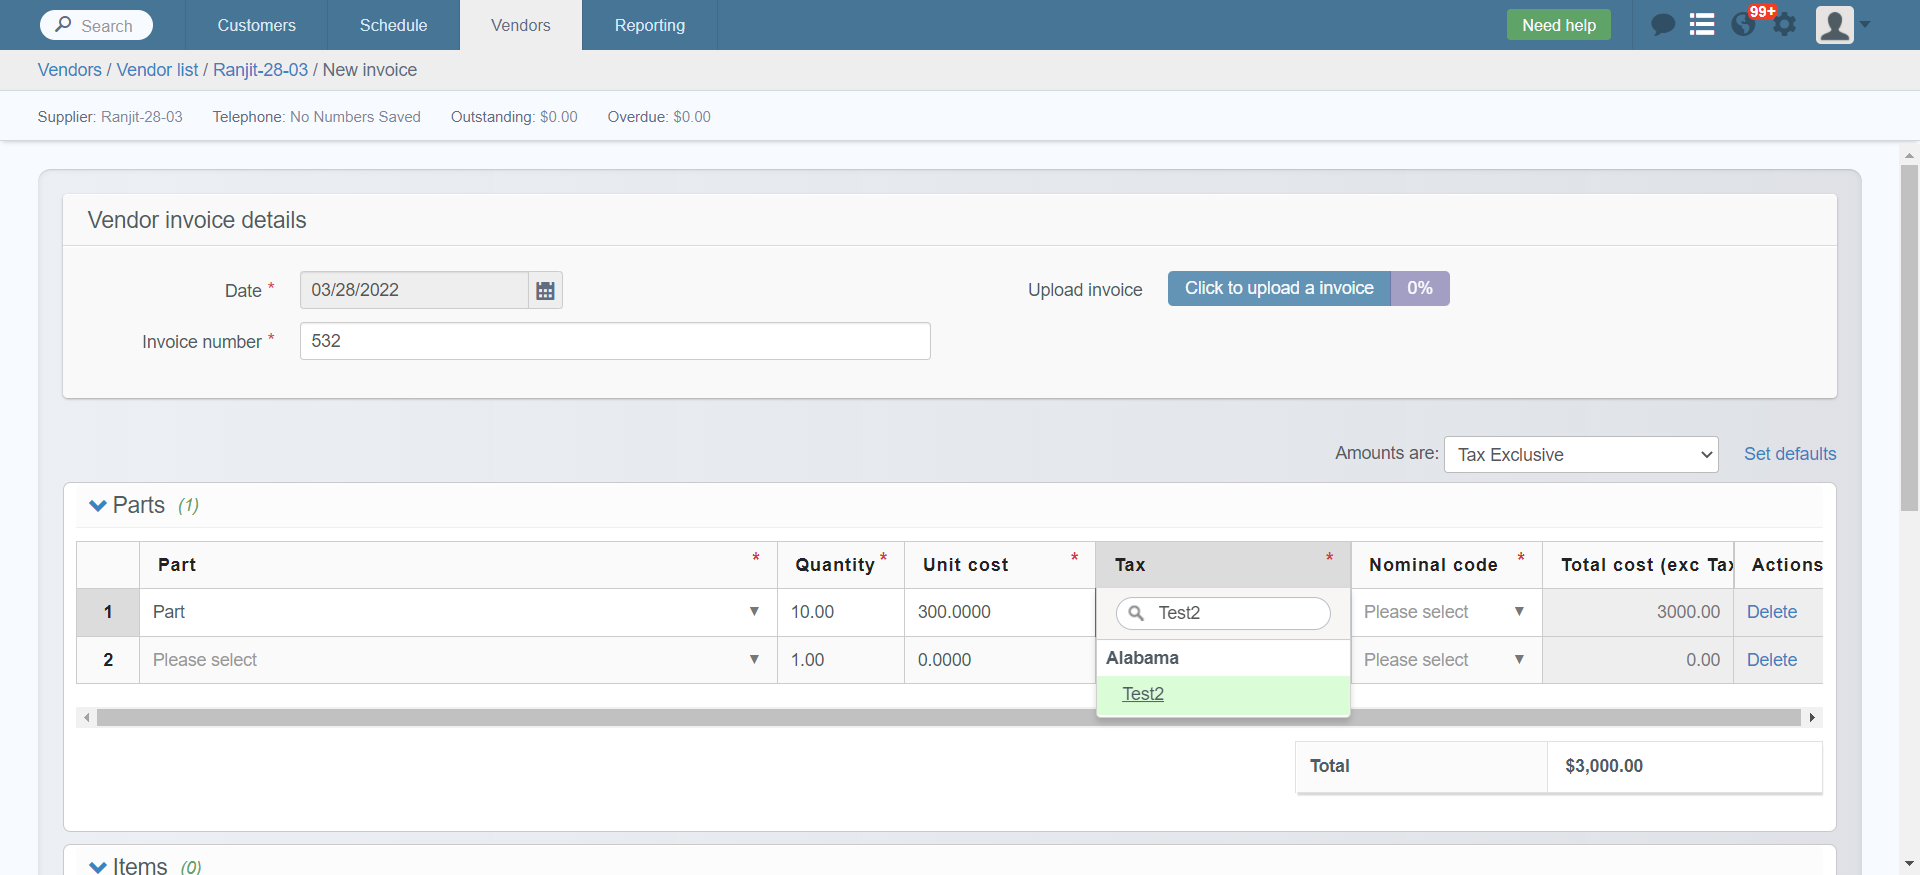 Search Customers Schedule Vendors Reporting Need help 99+
Vendors / Vendor list / Ranjit-28-03 / New invoice
Supplier: Ranjit-28-03 Telephone: No Numbers Saved Outstanding: $0.00 Overdue: $0.00
Vendor invoice details
Date * 03/28/2022 Upload invoice Click to upload a invoice 0%
Invoice number * 532
Amounts are: Tax Exclusive Set defaults
Parts (1)
Part * Quantity * Unit cost * Tax * Nominal code * Total cost (exc Tax Actions
1 Part 10.00 300.0000 Test2 Please select 3000.00 Delete
Alabama
2 Please select 1.00 0.0000 Please select 0.00 Delete
Test2
Total $3,000.00
Items (0)